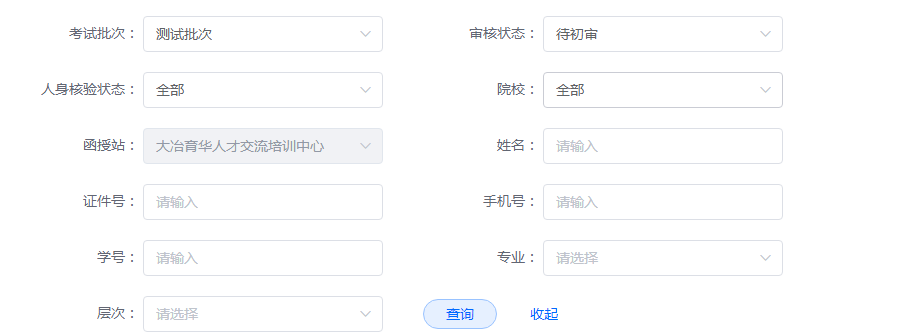 考试批次： 测试批次 审核状态： 待初审
人身核验状态： 全部 院校： 全部
函授站： 大冶育华人才交流培训中心 姓名： 请输入
证件号： 请输入 手机号： 请输入
学号： 请输入 专业： 请选择
层次： 请选择 查询 收起